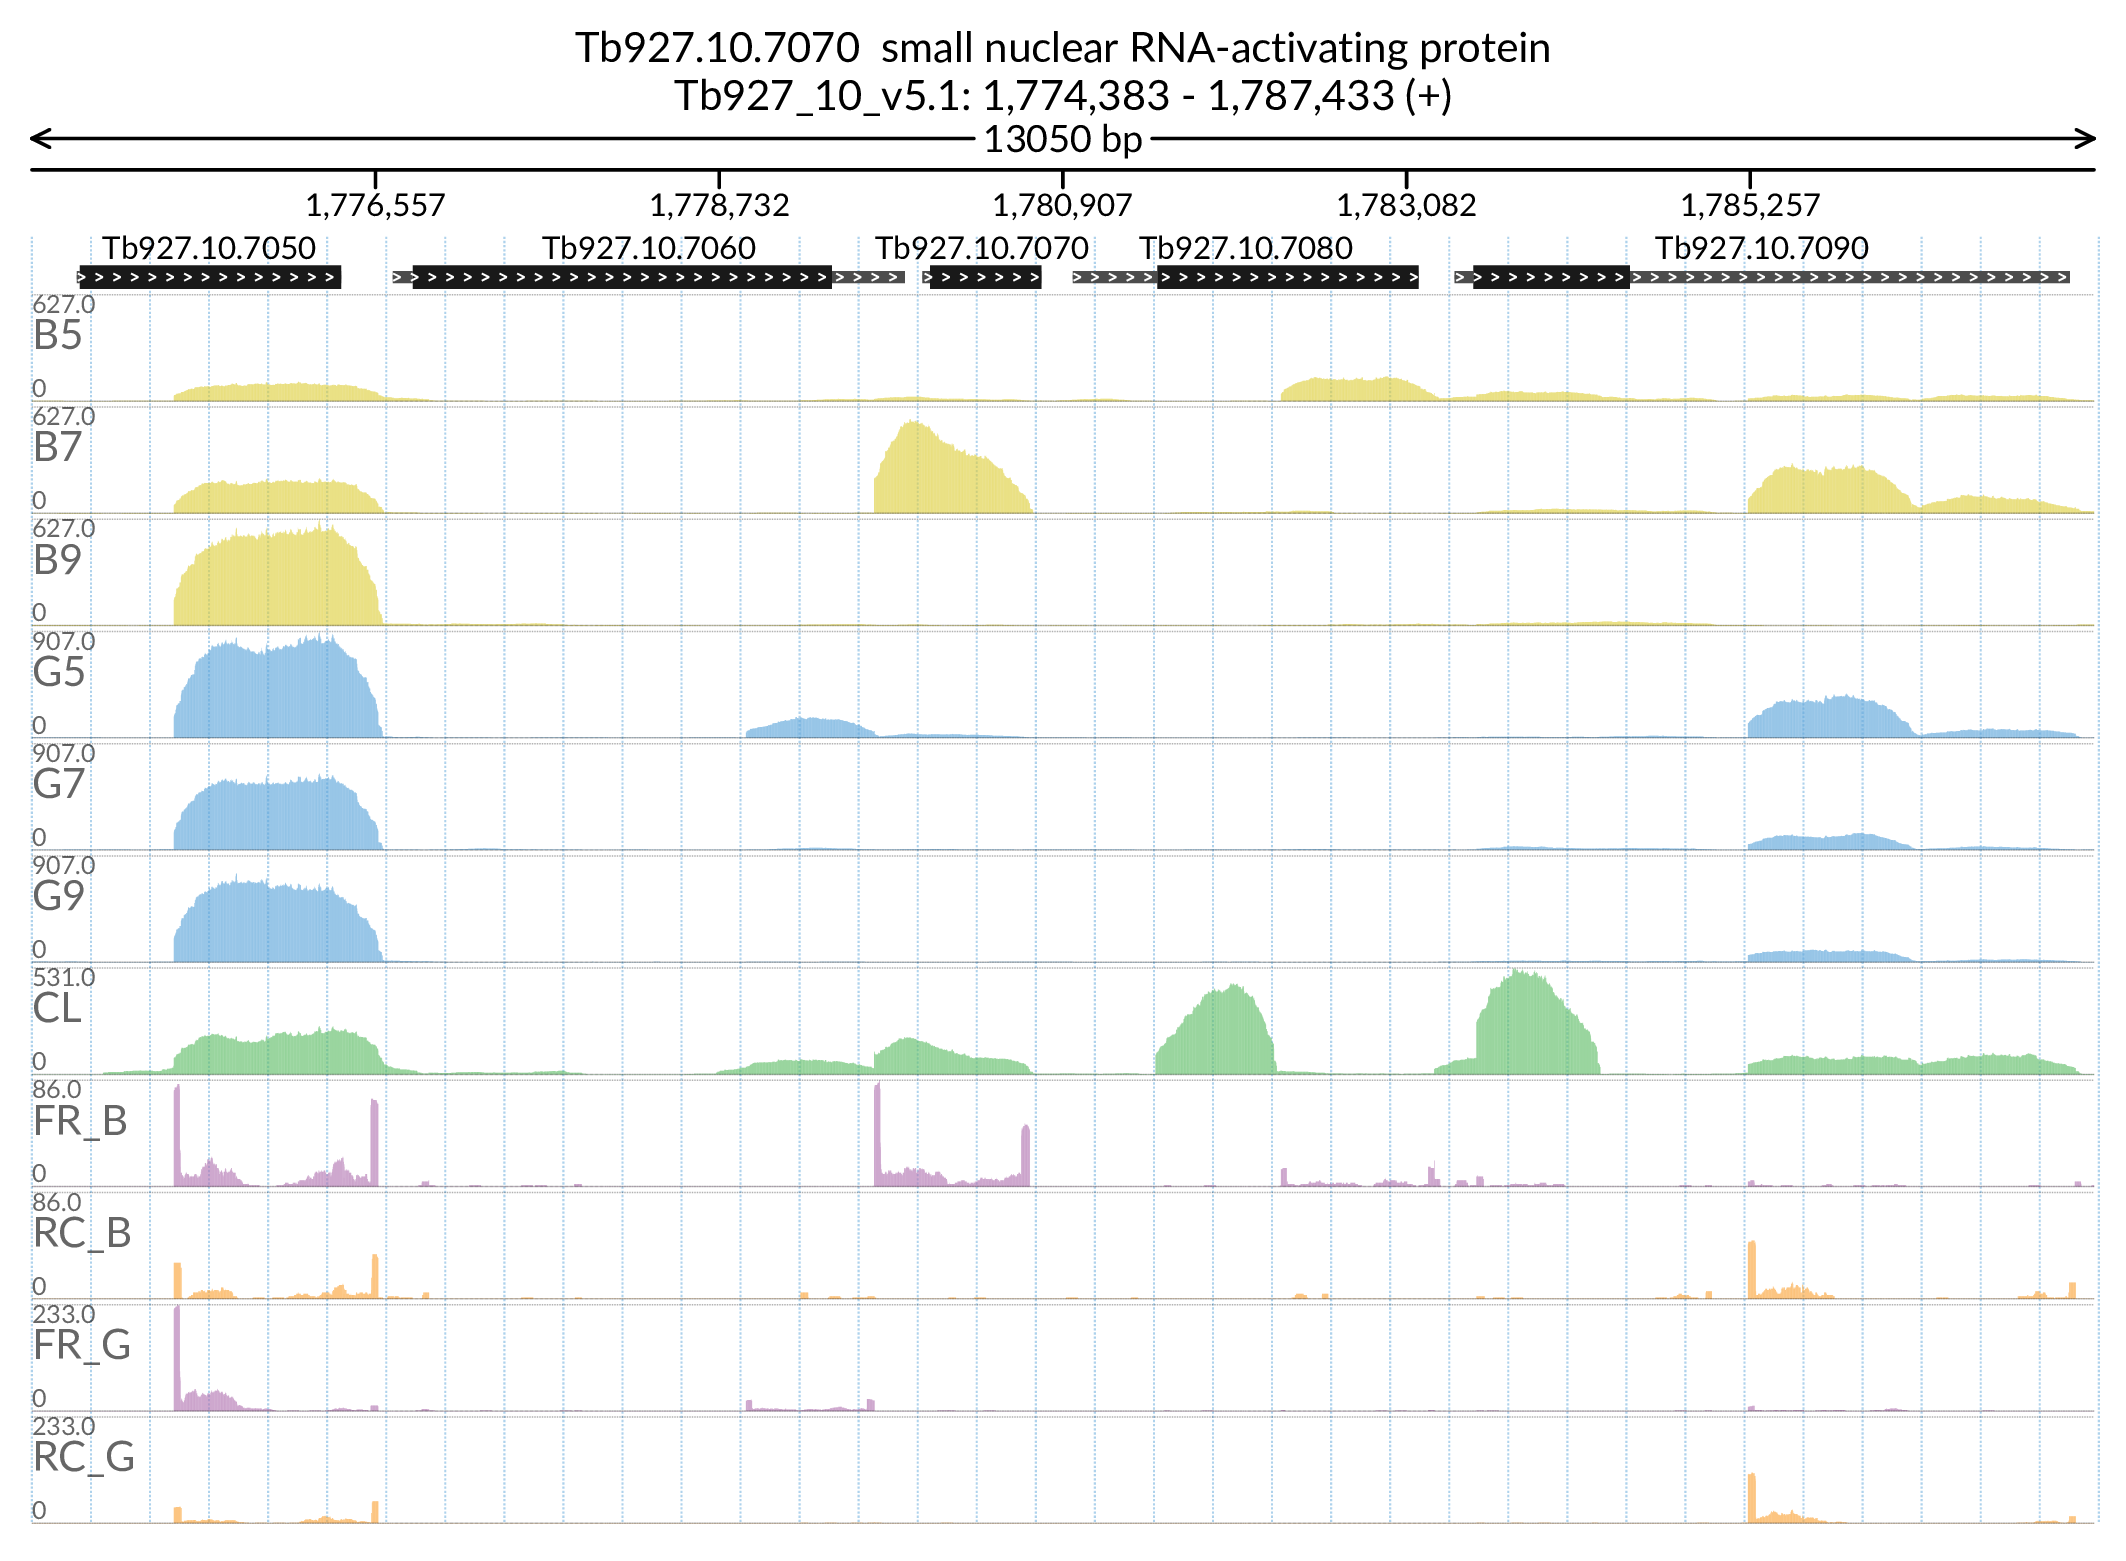 Tb927.10.7070  small nuclear RNA-activating protein
Tb927_10_v5.1: 1,774,383 - 1,787,433 (+)
13050 bp
1,776,557 1,778,732 1,780,907 1,783,082 1,785,257
Tb927.10.7050 Tb927.10.7060 Tb927.10.7070 Tb927.10.7080 Tb927.10.7090
627.0
B5
0
627.0
B7
0
627.0
B9
0
907.0
G5
0
907.0
G7
0
907.0
G9
0
531.0
CL
0
86.0
FR_B
0
86.0
RC_B
0
233.0
FR_G
0
233.0
RC_G
0